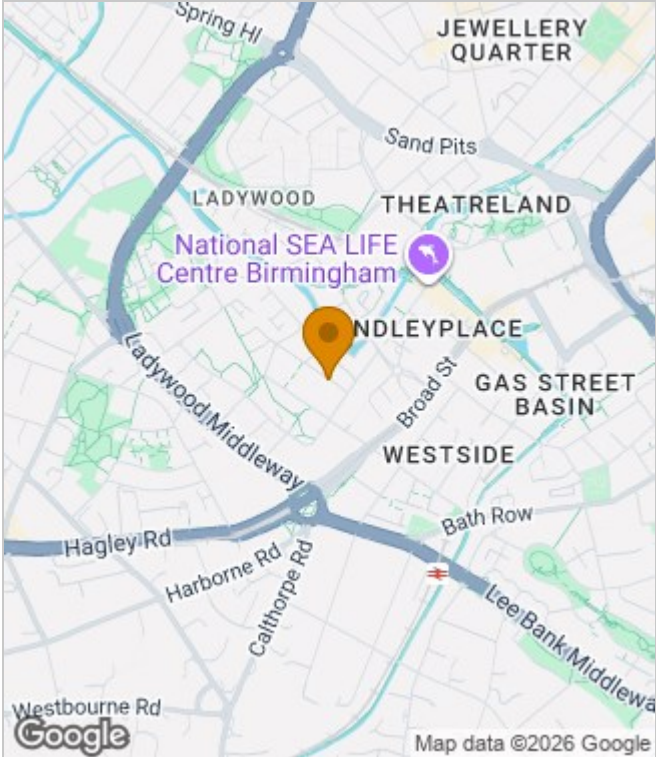 Spring Hl
JEWELLERY
QUARTER
Sand Pits
LADYWOOD
THEATRELAND
National SEA LIFE
Centre Birmingham
NDLEYPLACE
Ladywood Middleway
Broad St
GAS STREET
BASIN
WESTSIDE
Bath Row
Hagley Rd
Harborne Rd
Calthorpe Rd
Lee Bank Middlewa
Westbourne Rd
Google
Map data ©2026 Google